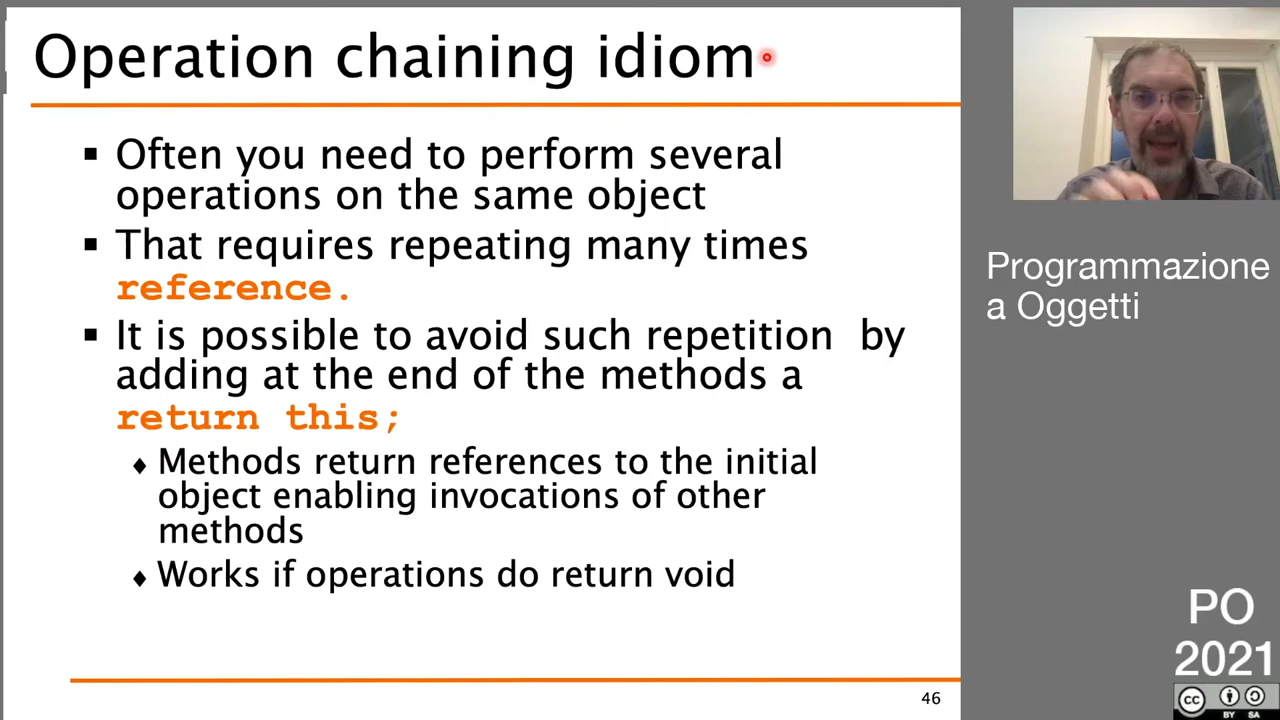 Operation chaining idiom
▪ Often you need to perform several
operations on the same object
▪ That requires repeating many times
reference.
▪ It is possible to avoid such repetition by
adding at the end of the methods a
return this;
♦ Methods return references to the initial
object enabling invocations of other
methods
♦ Works if operations do return void
46
Programmazione
a Oggetti
PO
2021
CC
BY SA